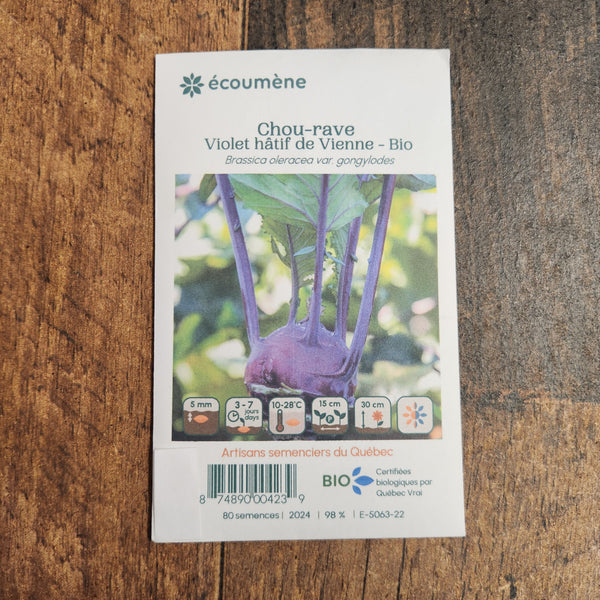 écoumène
Chou-rave
Violet hâtif de Vienne - Bio
Brassica oleracea var. gongylodes
5 mm
3 - 7
jours
days
10-28°C
15 cm
P
30 cm
Artisans semenciers du Québec
BIO
Certifiées
biologiques par
Québec Vrai
8 74890 00423 9
80 semences | 2024 | 98 % | E-5063-22